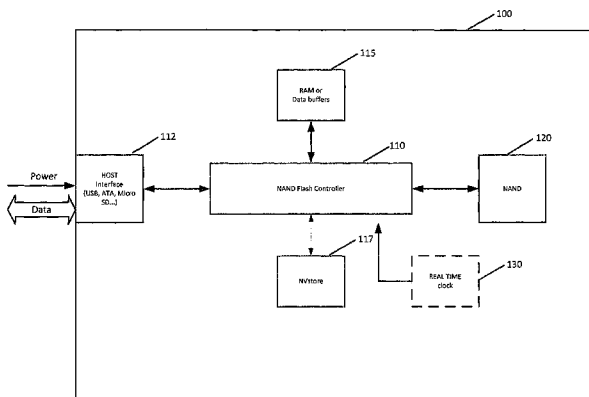 100
115
RAM or
Data buffers
112
110
120
HOST
Interface
(USB, ATA, Micro
SD...)
Power
Data
NAND Flash Controller
NAND
117
NVstore
REAL TIME
clock
130